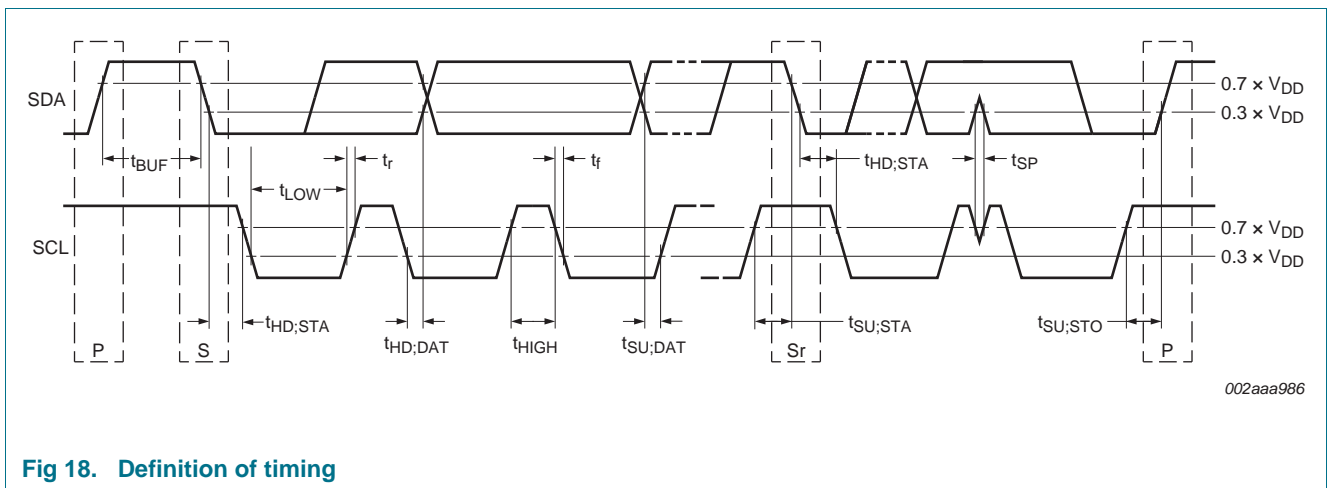 SDA
0.7 × VDD
0.3 × VDD
tBUF
tr
tf
tHD;STA
tSP
tLOW
SCL
0.7 × VDD
0.3 × VDD
tHD;STA
tHD;DAT
tHIGH
tSU;DAT
tSU;STA
tSU;STO
P
S
Sr
P
002aaa986
Fig 18. Definition of timing